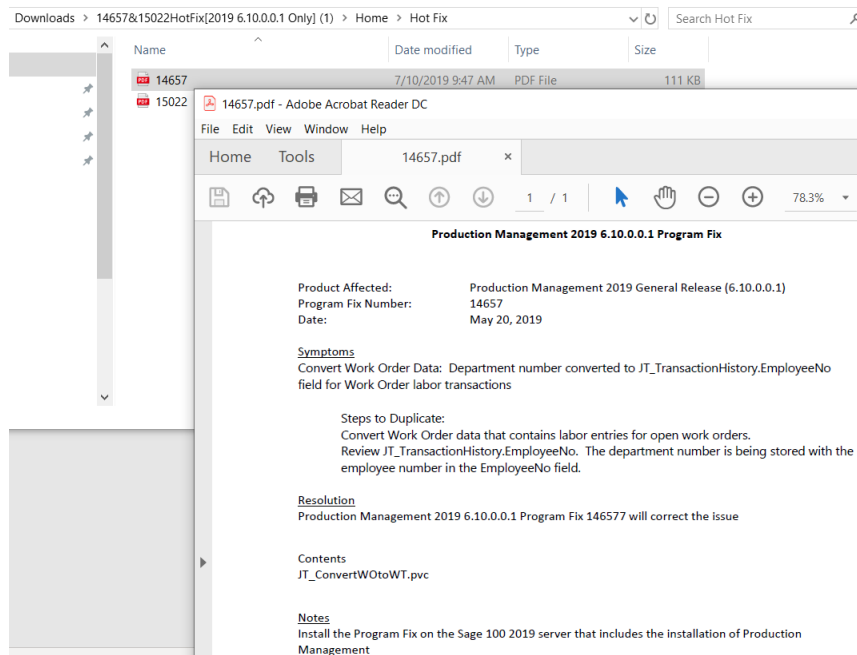 Downloads > 14657&15022HotFix[2019 6.10.0.0.1 Only] (1) > Home > Hot Fix
Search Hot Fix
Name Date modified Type Size
14657 7/10/2019 9:47 AM PDF File 111 KB
15022
14657.pdf - Adobe Acrobat Reader DC
File Edit View Window Help
Home Tools 14657.pdf ×
1 / 1 78.3%
Production Management 2019 6.10.0.0.1 Program Fix
Product Affected: Production Management 2019 General Release (6.10.0.0.1)
Program Fix Number: 14657
Date: May 20, 2019
Symptoms
Convert Work Order Data: Department number converted to JT_TransactionHistory.EmployeeNo
field for Work Order labor transactions
Steps to Duplicate:
Convert Work Order data that contains labor entries for open work orders.
Review JT_TransactionHistory.EmployeeNo. The department number is being stored with the
employee number in the EmployeeNo field.
Resolution
Production Management 2019 6.10.0.0.1 Program Fix 146577 will correct the issue
Contents
JT_ConvertWOtoWT.pvc
Notes
Install the Program Fix on the Sage 100 2019 server that includes the installation of Production
Management